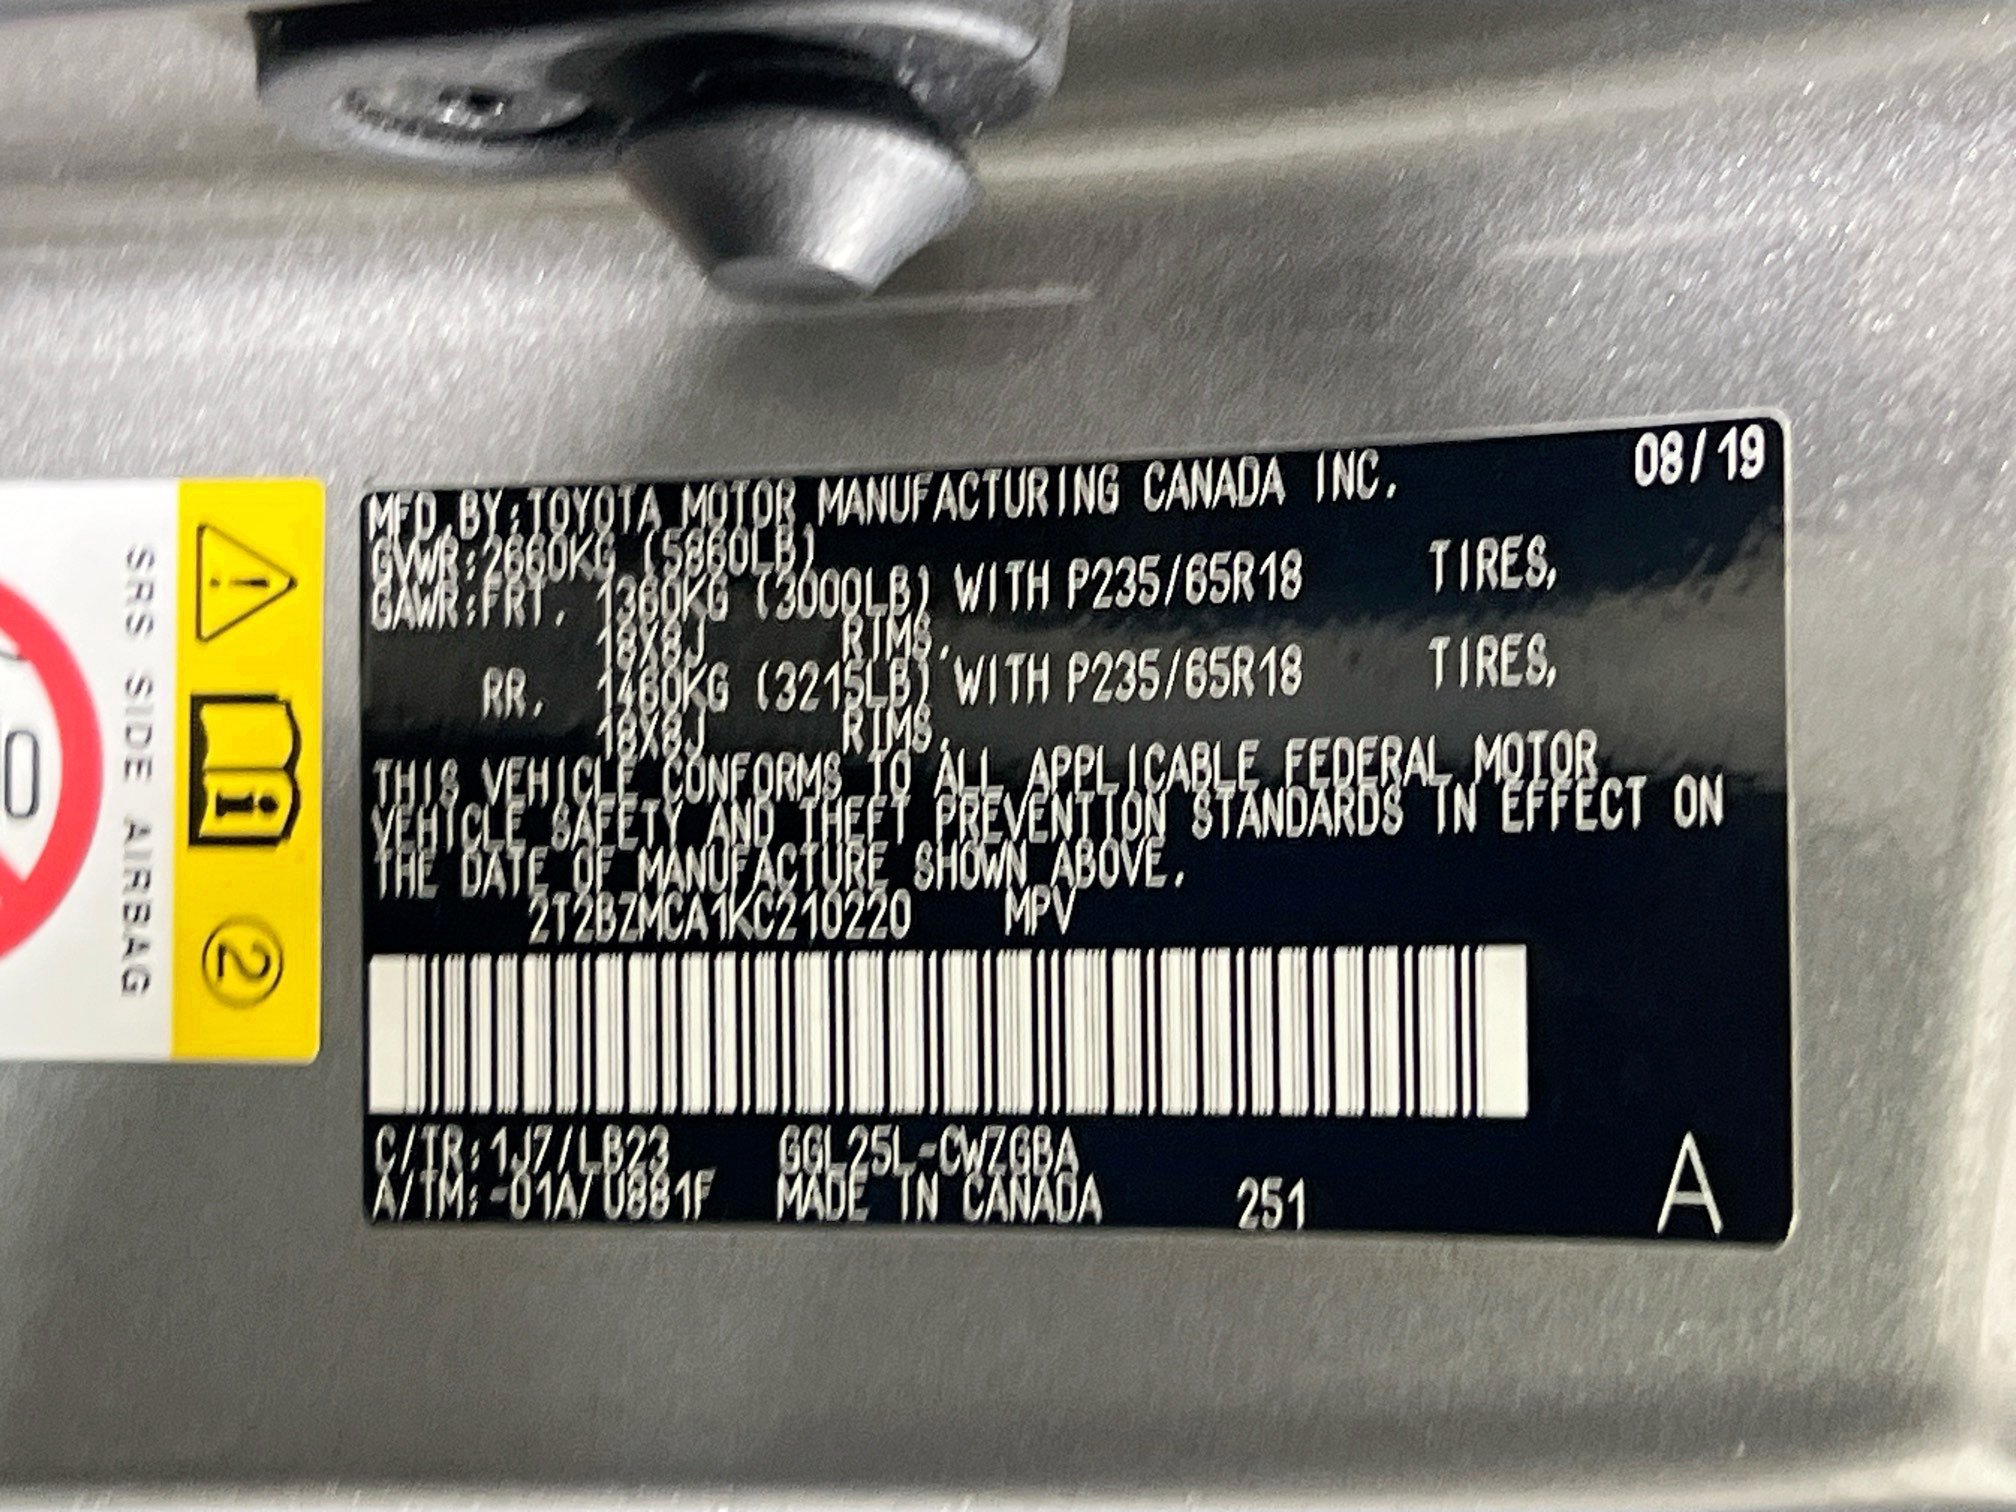 MFD.BY:TOYOTA MOTOR MANUFACTURING CANADA INC. 08/19
GVWR:2660KG (5860LB)
GAWR:FRT. 1360KG (3000LB) WITH P235/65R18 TIRES,
18X8J RIMS.
RR. 1460KG (3215LB) WITH P235/65R18 TIRES,
18X8J RIMS.
THIS VEHICLE CONFORMS TO ALL APPLICABLE FEDERAL MOTOR
VEHICLE SAFETY AND THEFT PREVENTION STANDARDS IN EFFECT ON
THE DATE OF MANUFACTURE SHOWN ABOVE.
2T2BZMCA1KC210220 MPV
C/TR:1J7/LB23 GGL25L-CWZGBA
A/TM:-01A/U881F MADE IN CANADA 251 A
SRS SIDE AIRBAG
2